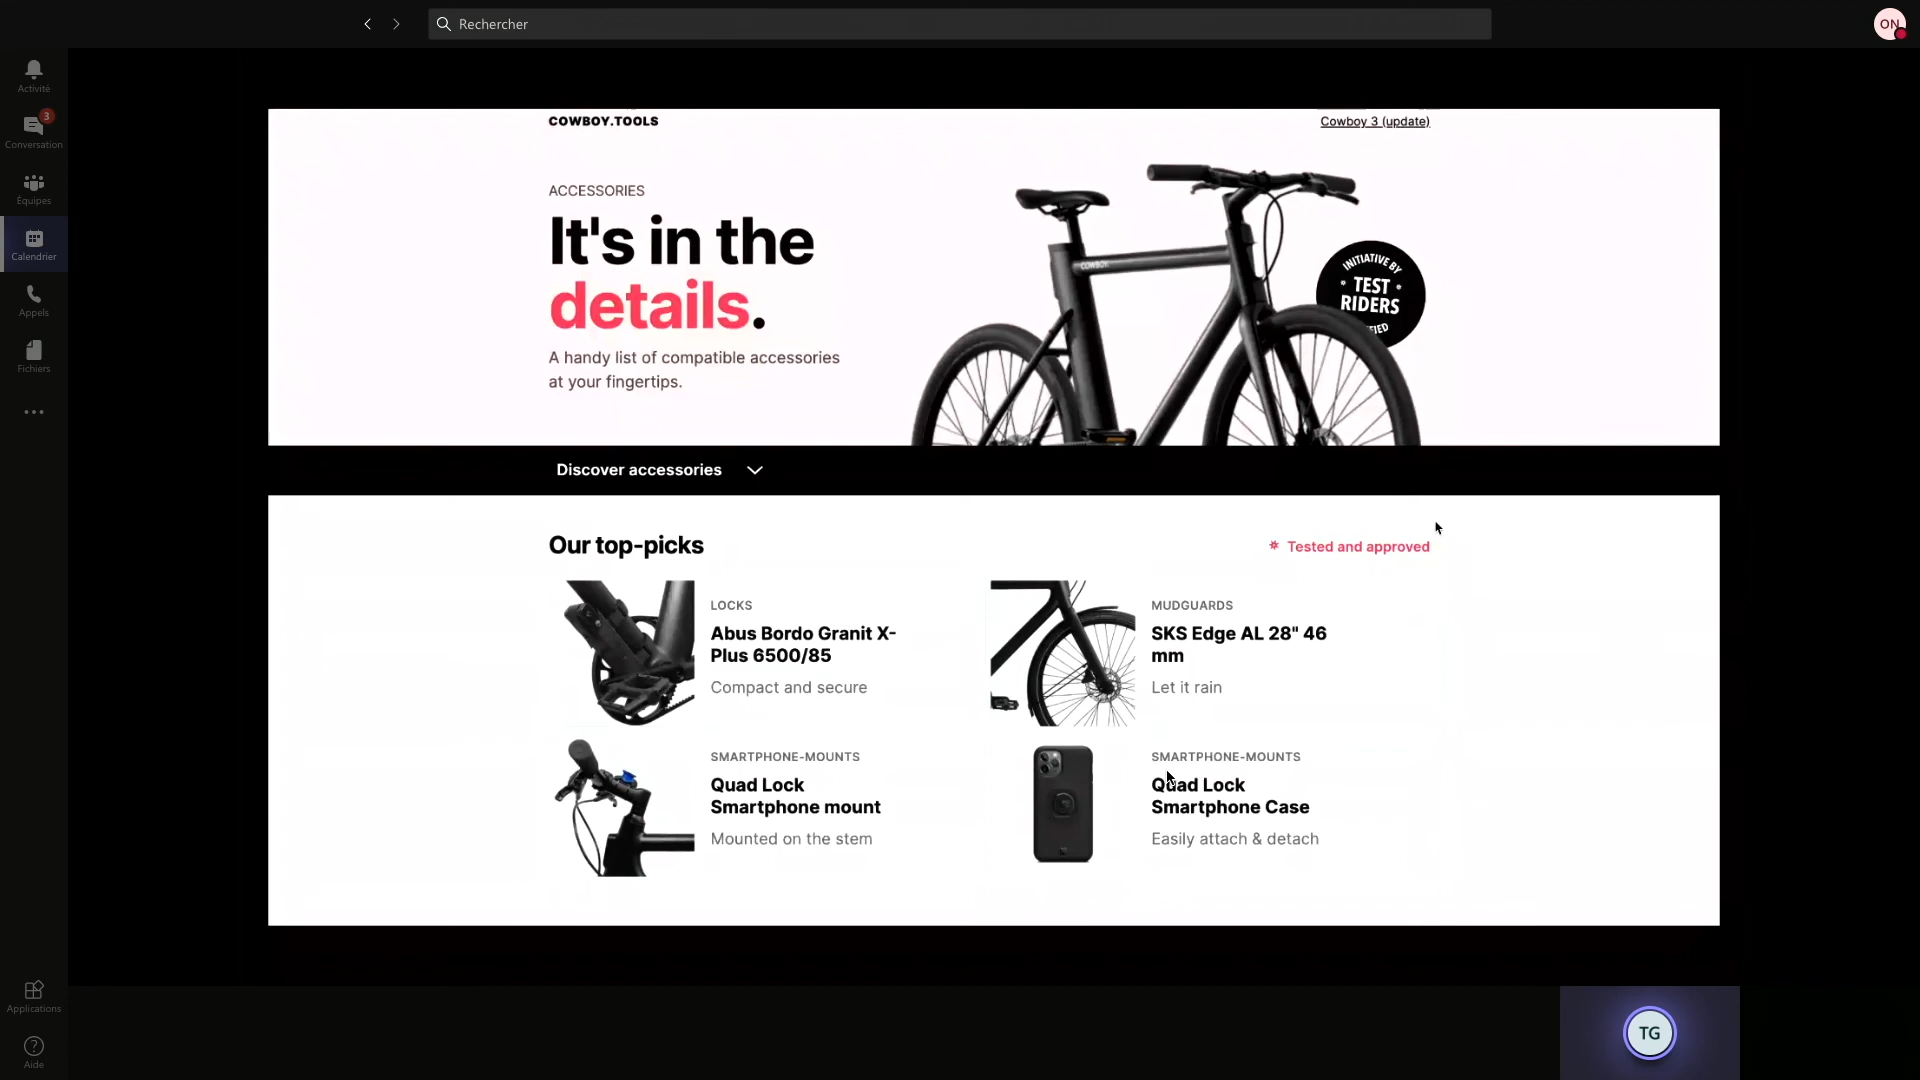 Rechercher
ON
Activité
3
Conversation
Équipes
Calendrier
Appels
Fichiers
Applications
Aide
COWBOY.TOOLS
Cowboy 3 (update)
ACCESSORIES
It's in the
details.
A handy list of compatible accessories
at your fingertips.
COWBOY
INITIATIVE BY
TEST
RIDERS
Discover accessories
Our top-picks
Tested and approved
LOCKS
Abus Bordo Granit X-
Plus 6500/85
Compact and secure
MUDGUARDS
SKS Edge AL 28" 46
mm
Let it rain
SMARTPHONE-MOUNTS
Quad Lock
Smartphone mount
Mounted on the stem
SMARTPHONE-MOUNTS
Quad Lock
Smartphone Case
Easily attach & detach
TG